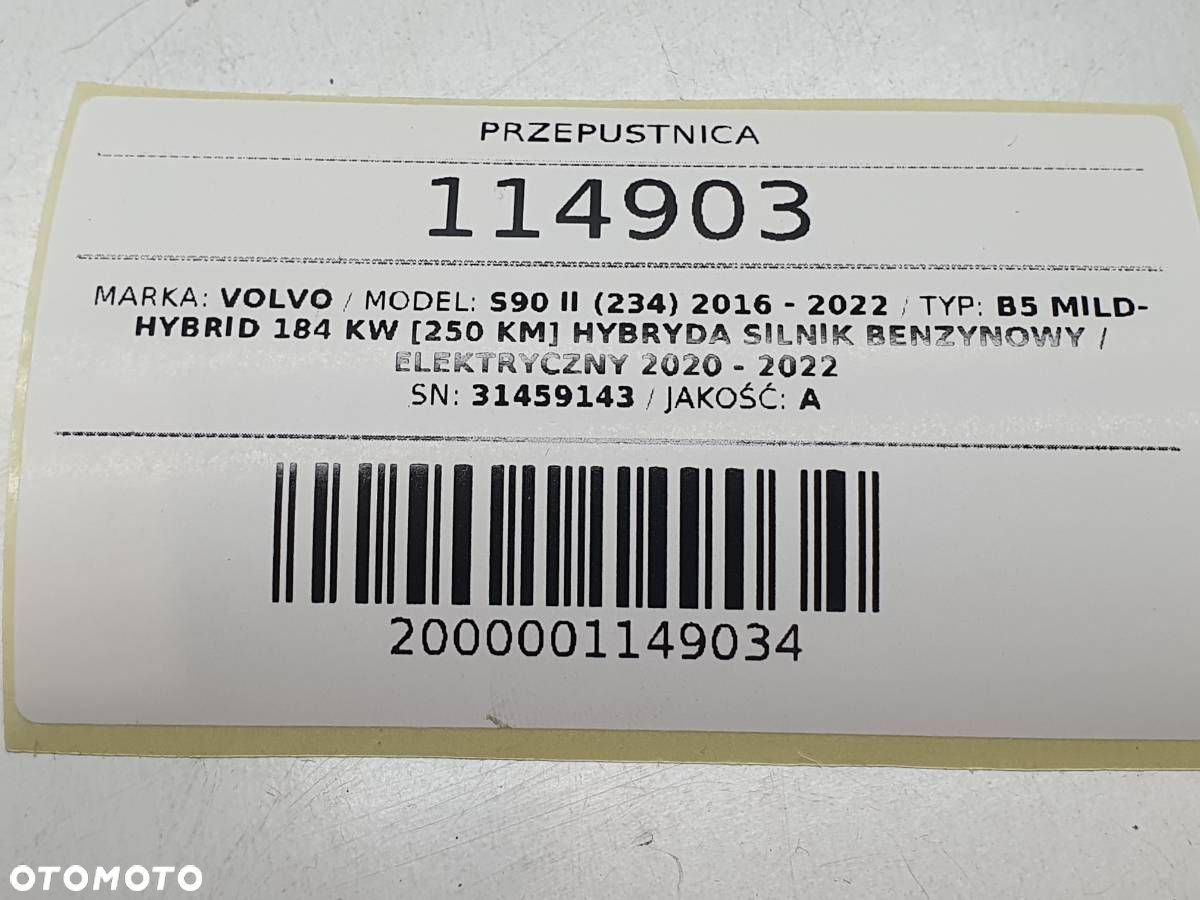 PRZEPUSTNICA
114903
MARKA: VOLVO / MODEL: S90 II (234) 2016 - 2022 / TYP: B5 MILD-
HYBRID 184 KW [250 KM] HYBRYDA SILNIK BENZYNOWY /
ELEKTRYCZNY 2020 - 2022
SN: 31459143 / JAKOŚĆ: A
2000001149034
OTOMOTO